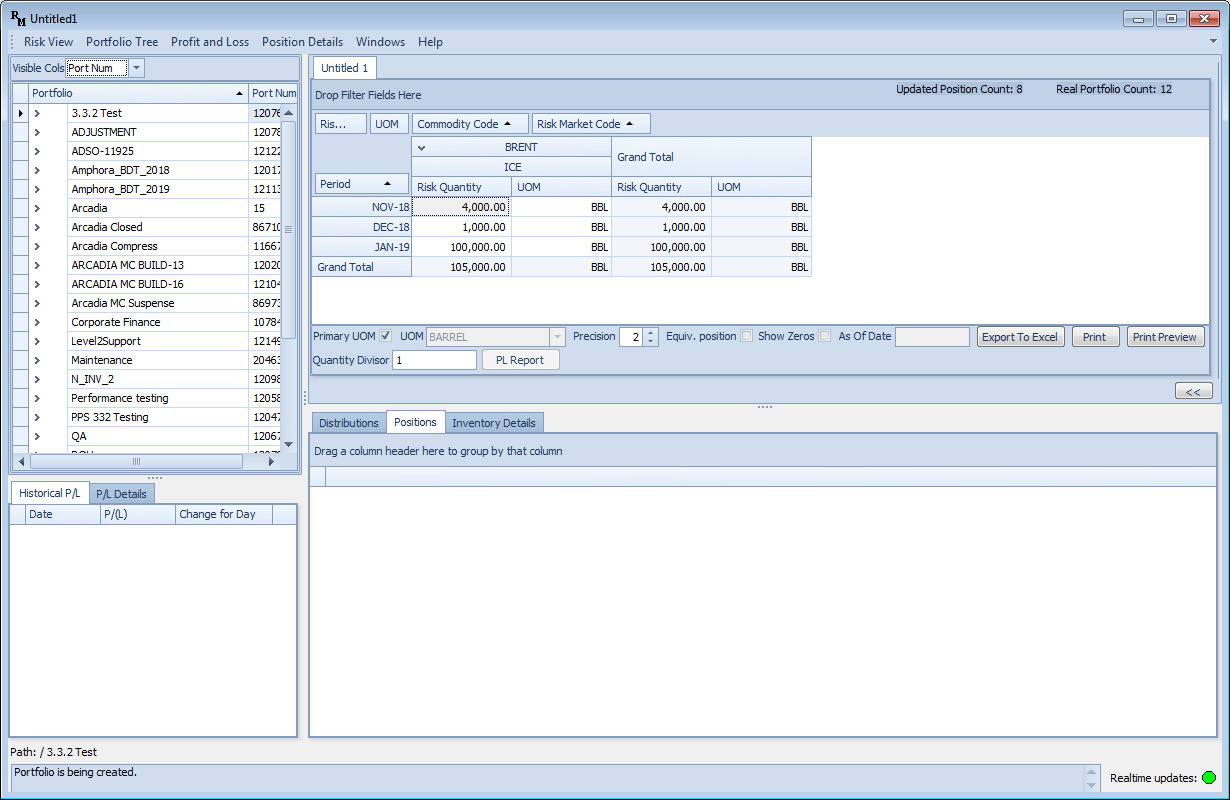 RM Untitled1
Risk View Portfolio Tree Profit and Loss Position Details Windows Help
Visible Cols Port Num
Portfolio Port Num
3.3.2 Test 12076
ADJUSTMENT 12078
ADSO-11925 12122
Amphora_BDT_2018 12017
Amphora_BDT_2019 12113
Arcadia 15
Arcadia Closed 86710
Arcadia Compress 11667
ARCADIA MC BUILD-13 12020
ARCADIA MC BUILD-16 12104
Arcadia MC Suspense 86973
Corporate Finance 10784
Level2Support 12149
Maintenance 20463
N_INV_2 12098
Performance testing 12058
PPS 332 Testing 12047
QA 12067
Historical P/L P/L Details
Date P/(L) Change for Day
Untitled 1
Drop Filter Fields Here Updated Position Count: 8 Real Portfolio Count: 12
Ris... UOM Commodity Code Risk Market Code
BRENT Grand Total
ICE
Period Risk Quantity UOM Risk Quantity UOM
NOV-18 4,000.00 BBL 4,000.00 BBL
DEC-18 1,000.00 BBL 1,000.00 BBL
JAN-19 100,000.00 BBL 100,000.00 BBL
Grand Total 105,000.00 BBL 105,000.00 BBL
Primary UOM UOM BARREL Precision 2 Equiv. position Show Zeros As Of Date Export To Excel Print Print Preview
Quantity Divisor 1 PL Report
<<
Distributions Positions Inventory Details
Drag a column header here to group by that column
Path: / 3.3.2 Test
Portfolio is being created.
Realtime updates: